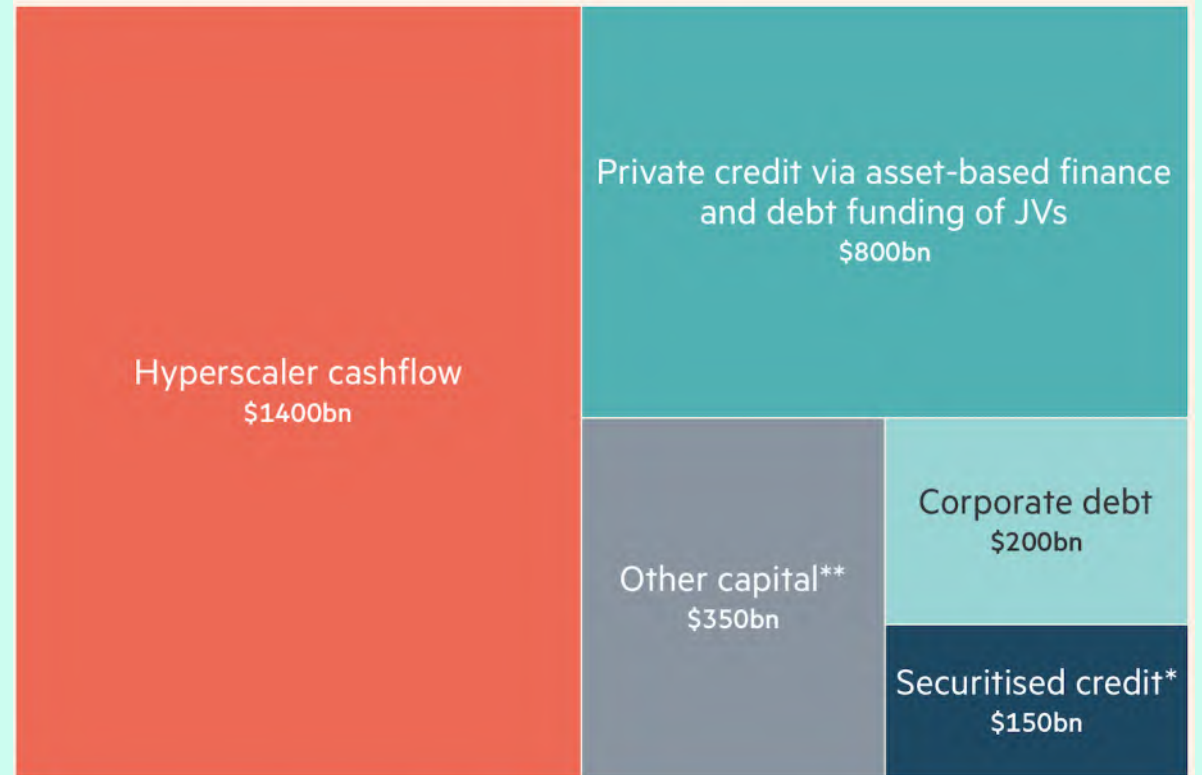 Hyperscaler cashflow
$1400bn
Private credit via asset-based finance
and debt funding of JVs
$800bn
Other capital**
$350bn
Corporate debt
$200bn
Securitised credit*
$150bn